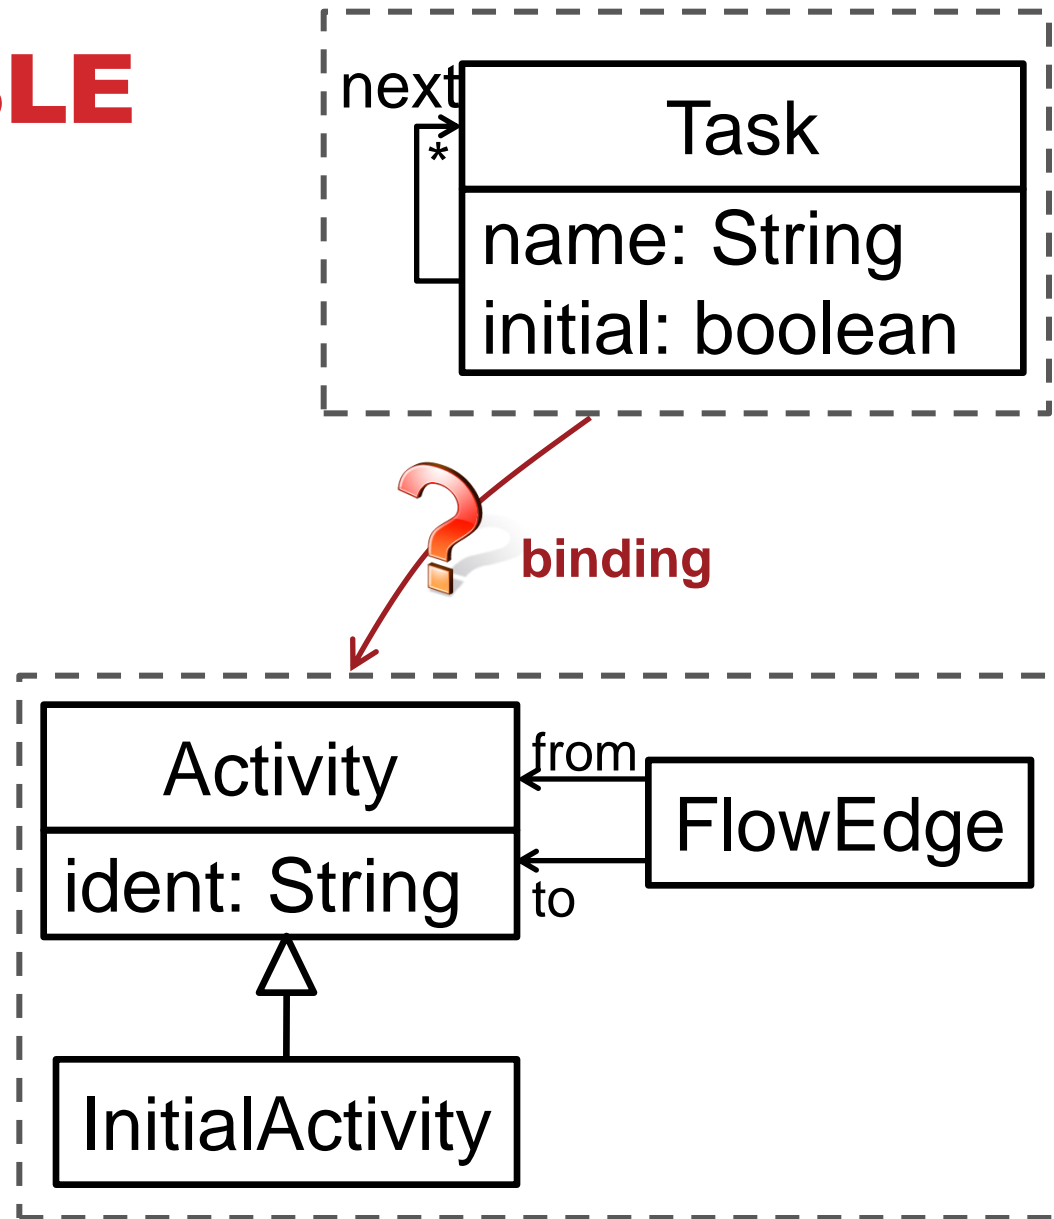 LE
next
*
Task
name: String
initial: boolean
binding
Activity
ident: String
from
to
FlowEdge
InitialActivity